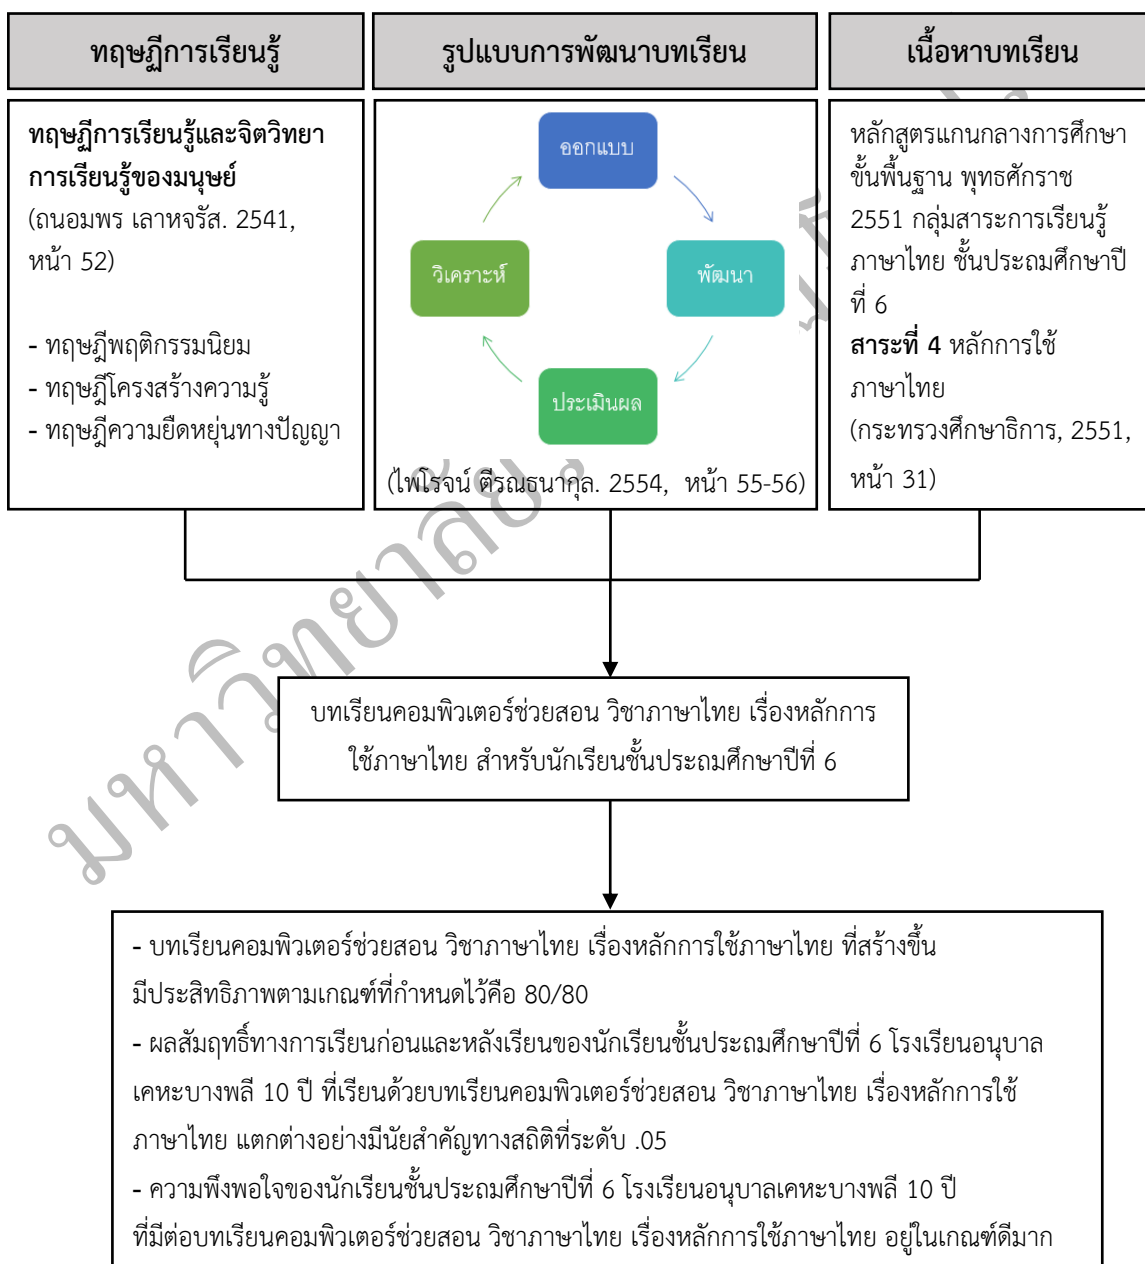 ทฤษฎีการเรียนรู้
รูปแบบการพัฒนาบทเรียน
เนื้อหาบทเรียน
ทฤษฎีการเรียนรู้และจิตวิทยา
การเรียนรู้ของมนุษย์
(ถนอมพร เลาหจรัส. 2541,
หน้า 52)
- ทฤษฎีพฤติกรรมนิยม
- ทฤษฎีโครงสร้างความรู้
- ทฤษฎีความยืดหยุ่นทางปัญญา
ออกแบบ
พัฒนา
ประเมินผล
วิเคราะห์
(ไพโรจน์ ตีรณธนากุล. 2554, หน้า 55-56)
หลักสูตรแกนกลางการศึกษา
ขั้นพื้นฐาน พุทธศักราช
2551 กลุ่มสาระการเรียนรู้
ภาษาไทย ชั้นประถมศึกษาปี
ที่ 6
สาระที่ 4 หลักการใช้
ภาษาไทย
(กระทรวงศึกษาธิการ, 2551,
หน้า 31)
บทเรียนคอมพิวเตอร์ช่วยสอน วิชาภาษาไทย เรื่องหลักการ
ใช้ภาษาไทย สำหรับนักเรียนชั้นประถมศึกษาปีที่ 6
- บทเรียนคอมพิวเตอร์ช่วยสอน วิชาภาษาไทย เรื่องหลักการใช้ภาษาไทย ที่สร้างขึ้น
มีประสิทธิภาพตามเกณฑ์ที่กำหนดไว้คือ 80/80
- ผลสัมฤทธิ์ทางการเรียนก่อนและหลังเรียนของนักเรียนชั้นประถมศึกษาปีที่ 6 โรงเรียนอนุบาล
เคหะบางพลี 10 ปี ที่เรียนด้วยบทเรียนคอมพิวเตอร์ช่วยสอน วิชาภาษาไทย เรื่องหลักการใช้
ภาษาไทย แตกต่างอย่างมีนัยสำคัญทางสถิติที่ระดับ .05
- ความพึงพอใจของนักเรียนชั้นประถมศึกษาปีที่ 6 โรงเรียนอนุบาลเคหะบางพลี 10 ปี
ที่มีต่อบทเรียนคอมพิวเตอร์ช่วยสอน วิชาภาษาไทย เรื่องหลักการใช้ภาษาไทย อยู่ในเกณฑ์ดีมาก
มหาวิทยาลัย